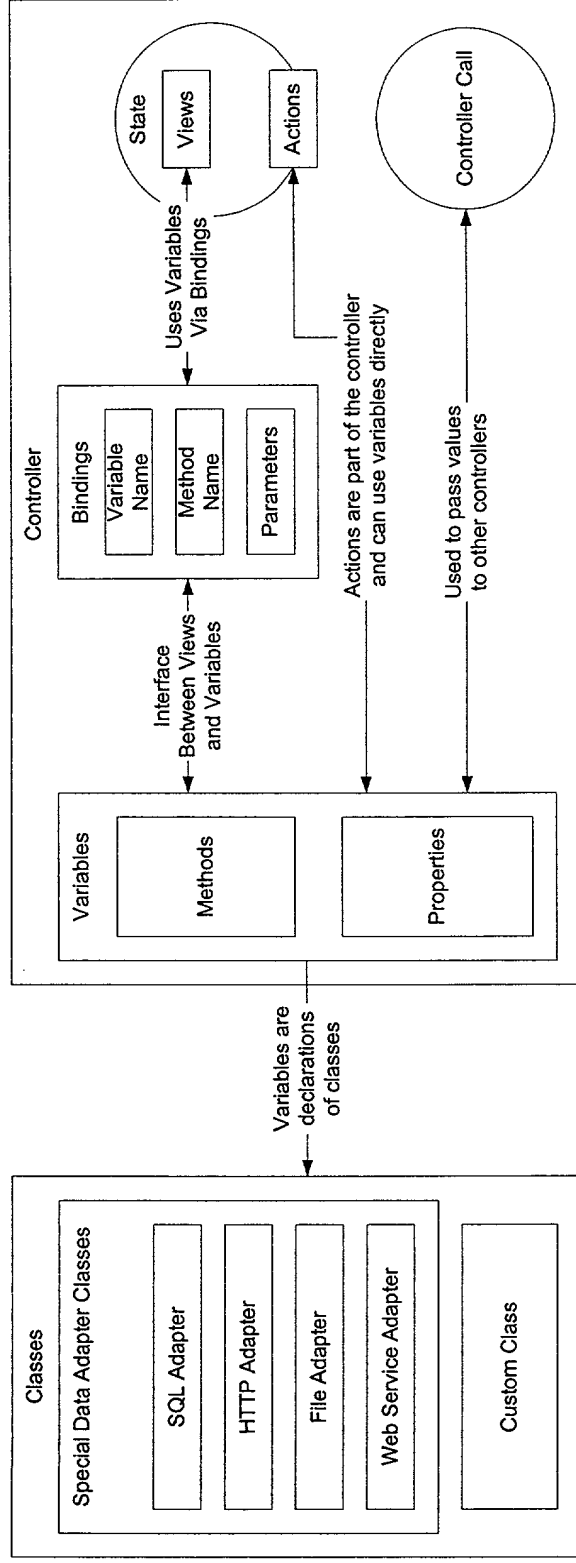 Classes
Special Data Adapter Classes
SQL Adapter
HTTP Adapter
File Adapter
Web Service Adapter
Custom Class
Variables are
declarations
of classes
Controller
Variables
Methods
Properties
Interface
Between Views
and Variables
Bindings
Variable
Name
Method
Name
Parameters
Uses Variables
Via Bindings
State
Views
Actions
Actions are part of the controller
and can use variables directly
Used to pass values
to other controllers
Controller Call